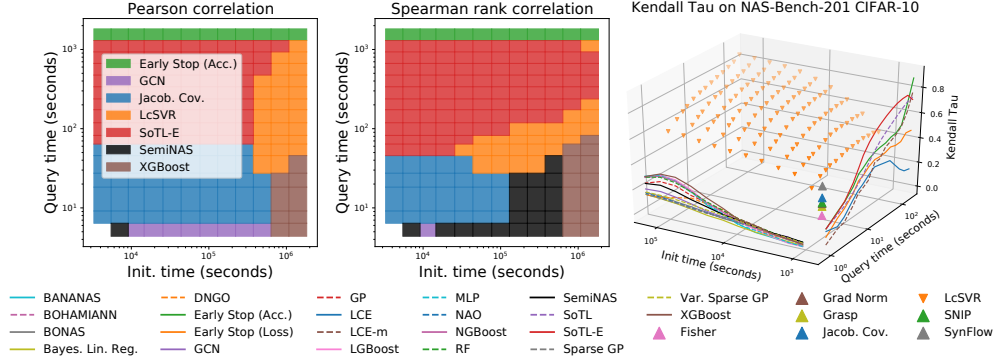 Pearson correlation
Query time (seconds)
10³
10²
10¹
Early Stop (Acc.)
GCN
Jacob. Cov.
LcSVR
SoTL-E
SemiNAS
XGBoost
10⁴
10⁵
10⁶
Init. time (seconds)
Spearman rank correlation
Query time (seconds)
10³
10²
10¹
10⁴
10⁵
10⁶
Init. time (seconds)
Kendall Tau on NAS-Bench-201 CIFAR-10
0.8
0.6
0.4
0.2
0.0
Kendall Tau
10⁵
10⁴
10³
Init time (seconds)
10⁰
10¹
10²
Query time (seconds)
BANANAS
BOHAMIANN
BONAS
Bayes. Lin. Reg.
DNGO
Early Stop (Acc.)
Early Stop (Loss)
GCN
GP
LCE
LCE-m
LGBoost
MLP
NAO
NGBoost
RF
SemiNAS
SoTL
SoTL-E
Sparse GP
Var. Sparse GP
XGBoost
Fisher
Grad Norm
Grasp
Jacob. Cov.
LcSVR
SNIP
SynFlow